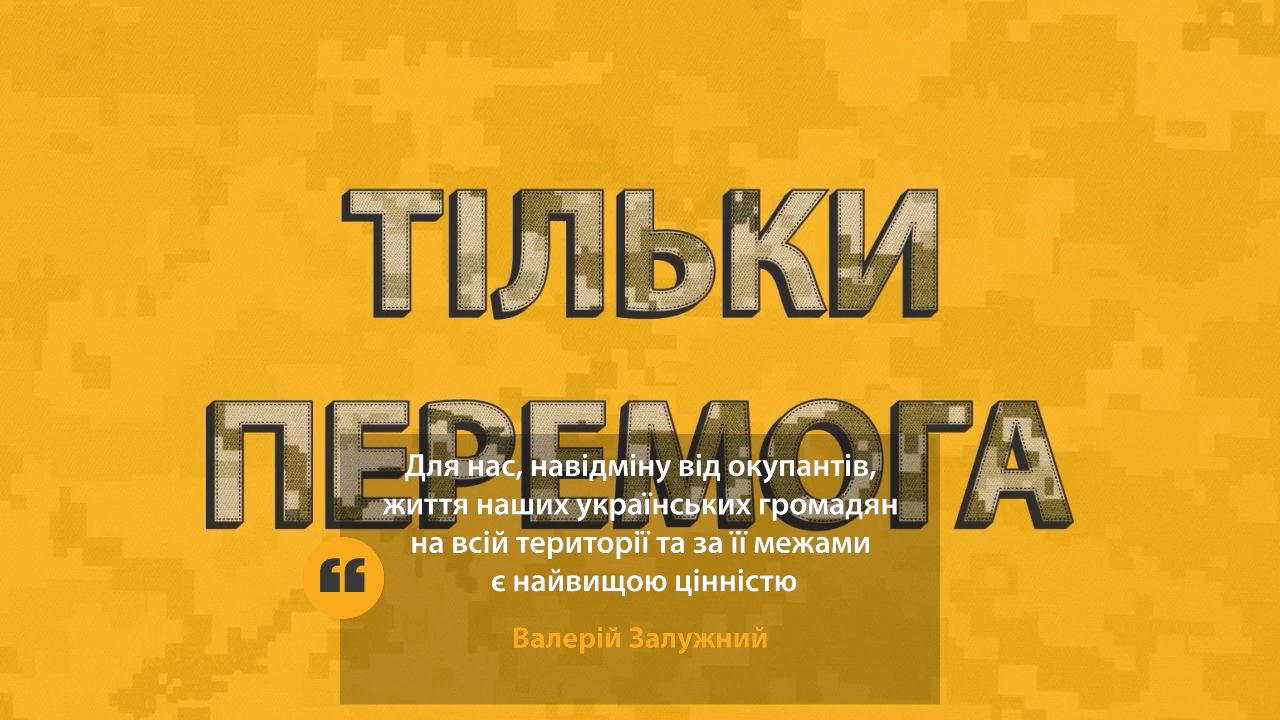 ТІЛЬКИ
ПЕРЕМОГА
Для нас, навідміну від окупантів,
життя наших українських громадян
на всій території та за її межами
є найвищою цінністю
“
Валерій Залужний